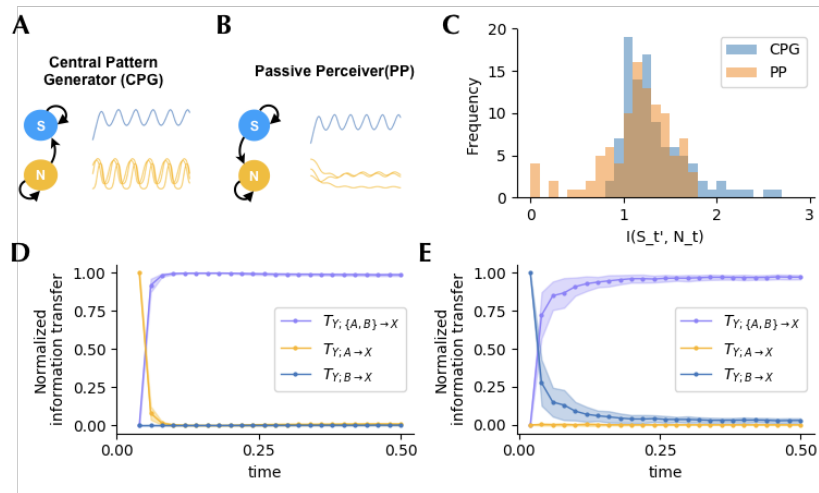 A
Central Pattern
Generator (CPG)
S
N
B
Passive Perceiver(PP)
S
N
C
20
15
10
5
0
Frequency
CPG
PP
0
1
2
3
I(S_t', N_t)
D
1.00
0.75
0.50
0.25
0.00
Normalized
information transfer
T_{Y;{A,B}→X}
T_{Y;A→X}
T_{Y;B→X}
0.00
0.25
0.50
time
E
1.00
0.75
0.50
0.25
0.00
Normalized
information transfer
T_{Y;{A,B}→X}
T_{Y;A→X}
T_{Y;B→X}
0.00
0.25
0.50
time